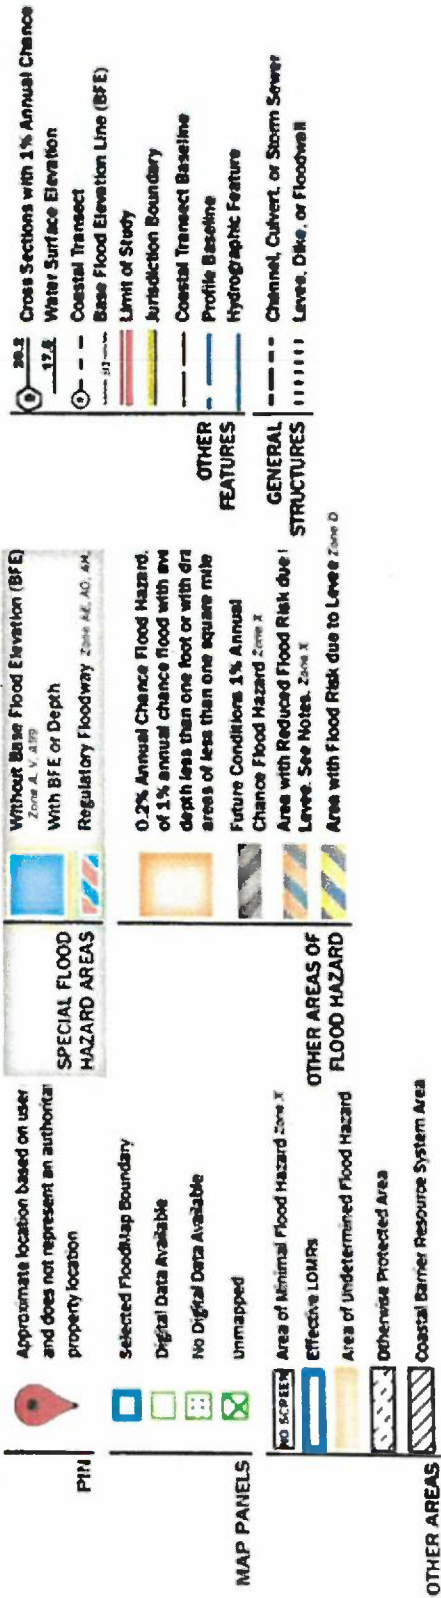 PIN
Approximate location based on user
and does not represent an authoritat
property location
MAP PANELS
Selected FloodMap Boundary
Digital Data Available
No Digital Data Available
Unmapped
OTHER AREAS
NO SCREEN Area of Minimal Flood Hazard Zone X
Effective LOMRs
Area of Undetermined Flood Hazard
Otherwise Protected Area
Coastal Barrier Resource System Area
SPECIAL FLOOD
HAZARD AREAS
Without Base Flood Elevation (BFE)
Zone A, V, A99
With BFE or Depth
Regulatory Floodway Zone AE, AO, AH,
OTHER AREAS OF
FLOOD HAZARD
0.2% Annual Chance Flood Hazard,
of 1% annual chance flood with ave
depth less than one foot or with drai
areas of less than one square mile
Future Conditions 1% Annual
Chance Flood Hazard Zone X
Area with Reduced Flood Risk due t
Levee. See Notes. Zone X
Area with Flood Risk due to Levee Zone D
OTHER
FEATURES
20.2 Cross Sections with 1% Annual Chance
17.5 Water Surface Elevation
Coastal Transect
Base Flood Elevation Line (BFE)
Limit of Study
Jurisdiction Boundary
Coastal Transect Baseline
Profile Baseline
Hydrographic Feature
GENERAL
STRUCTURES
Channel, Culvert, or Storm Sewer
Levee, Dike, or Floodwall